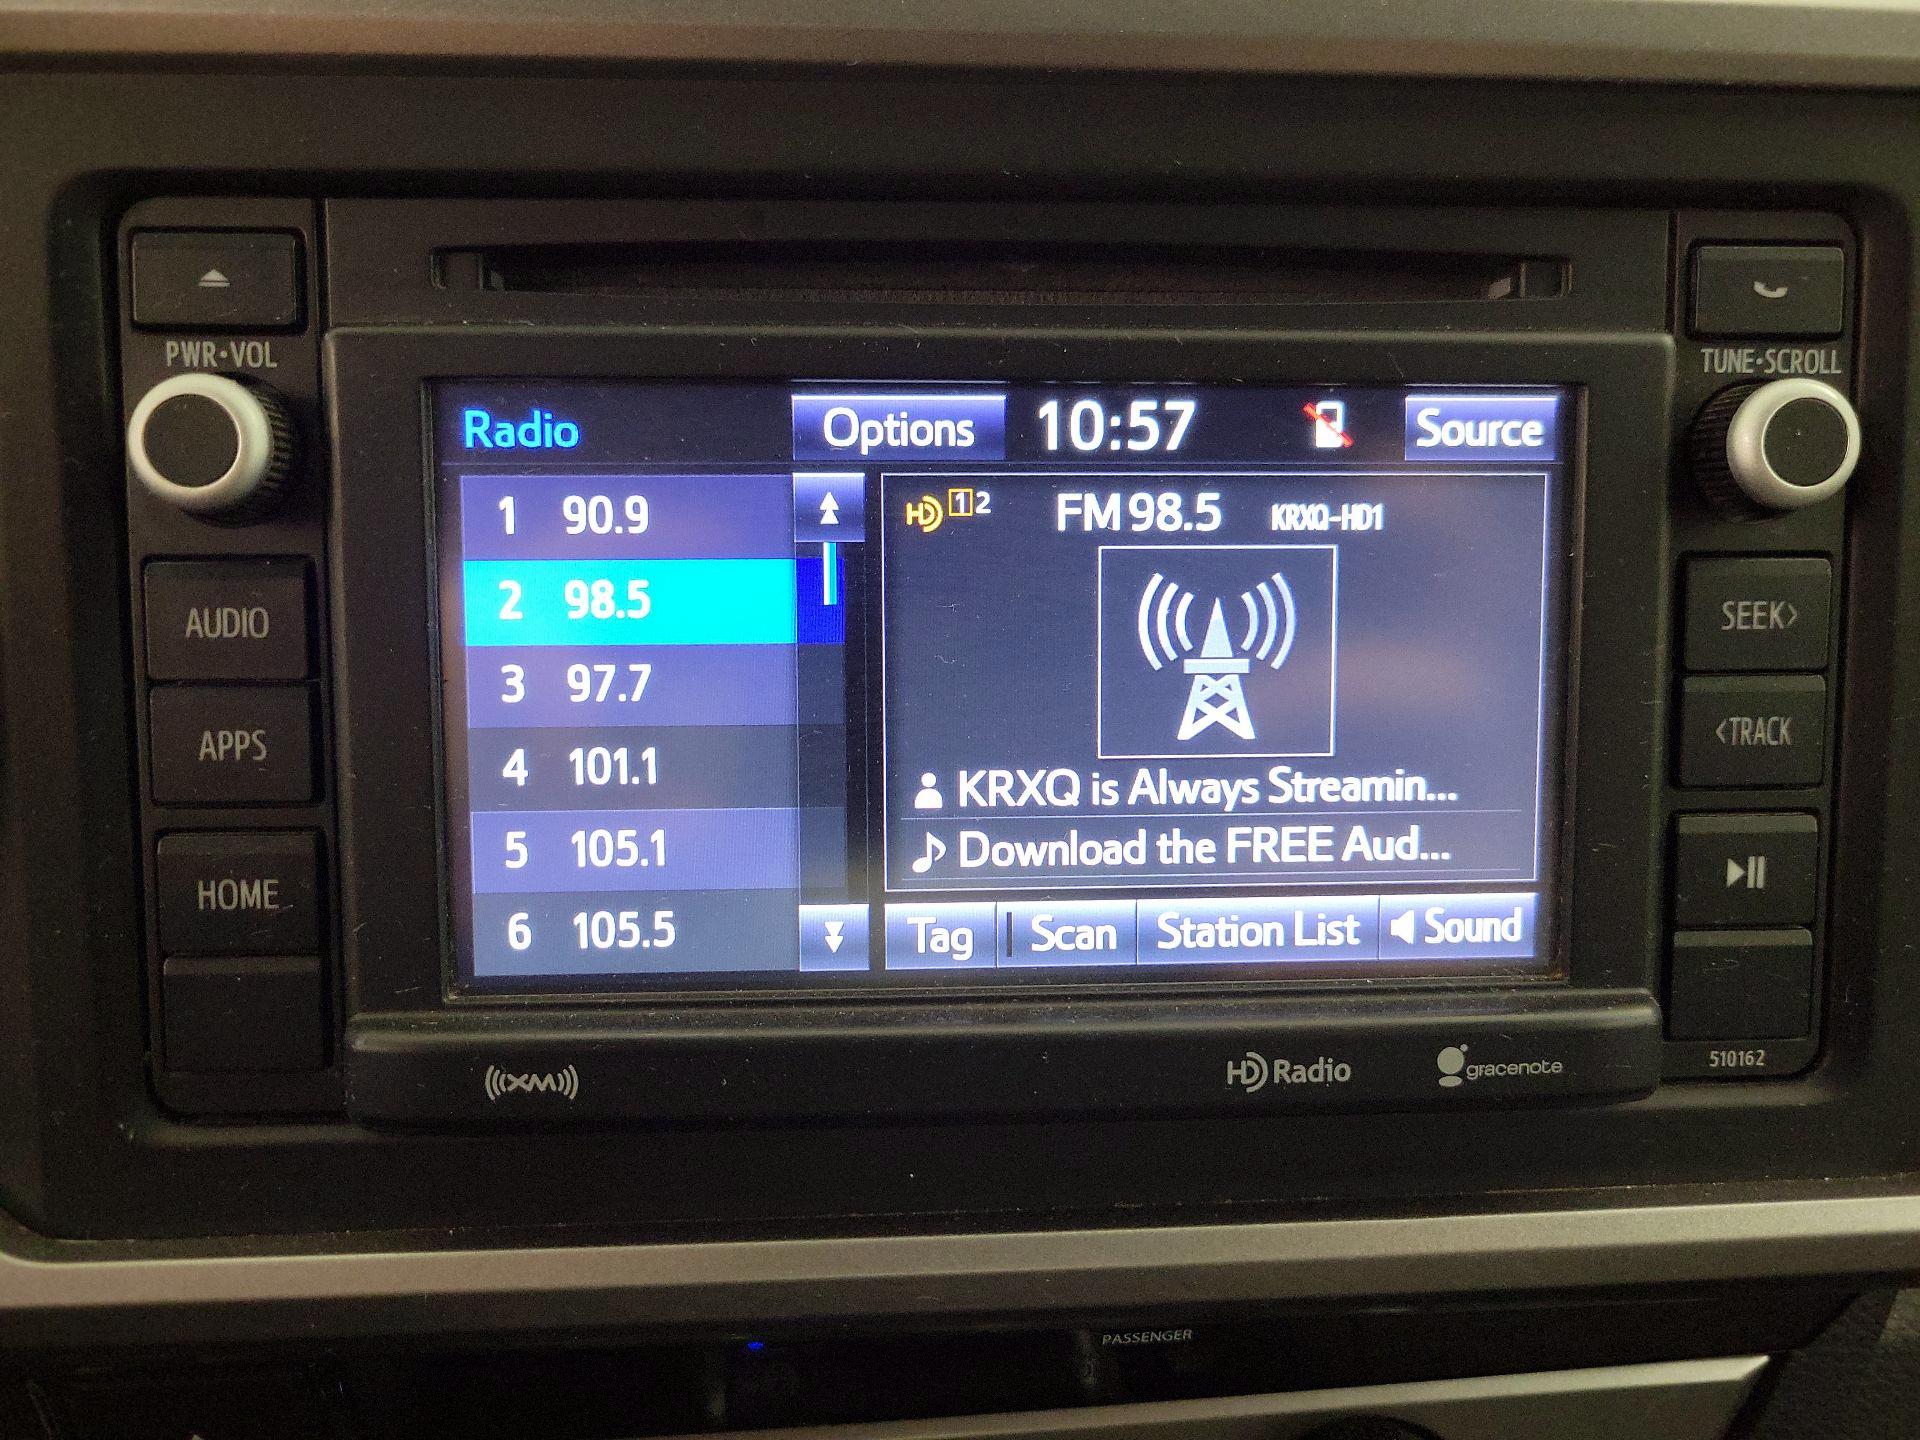 PWR·VOL
TUNE·SCROLL
Radio
Options
10:57
Source
1 90.9
2 98.5
3 97.7
4 101.1
5 105.1
6 105.5
HD 1 2
FM 98.5 KRXQ-HD1
KRXQ is Always Streamin...
Download the FREE Aud...
Tag
Scan
Station List
Sound
AUDIO
APPS
HOME
SEEK>
<TRACK
((XM))
HD Radio
gracenote
510162
PASSENGER